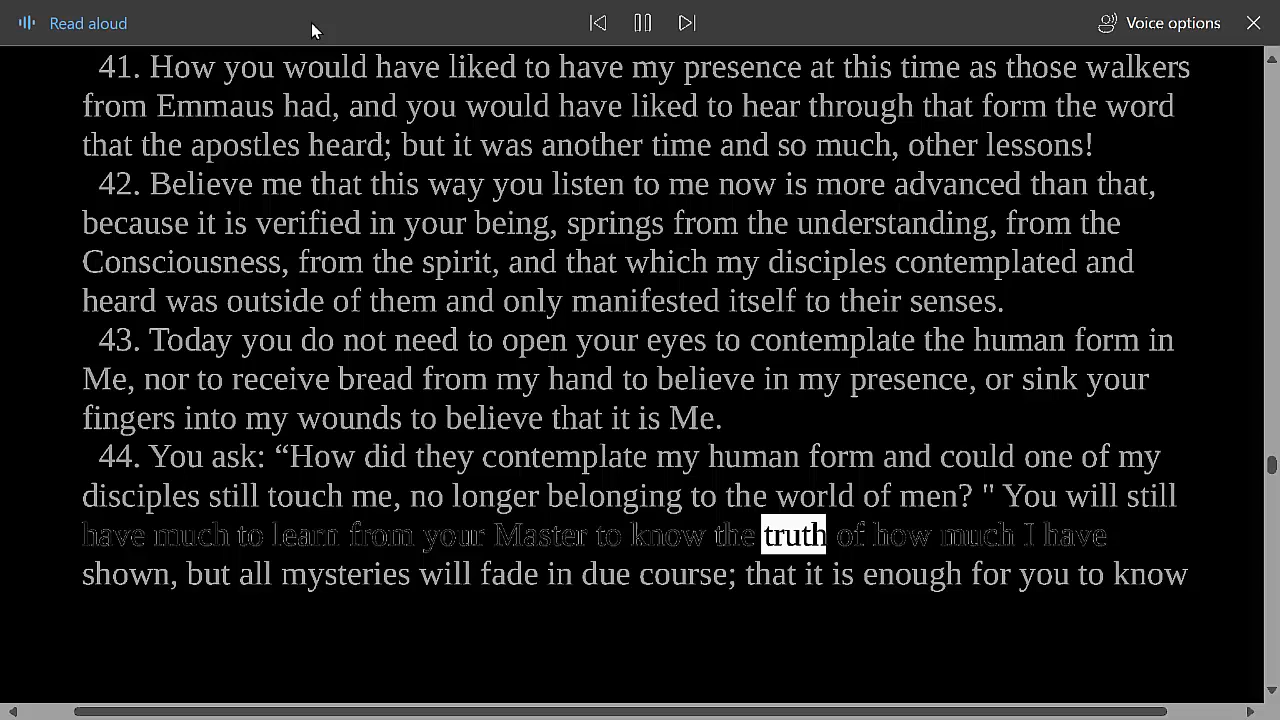 Read aloud
Voice options
41. How you would have liked to have my presence at this time as those walkers
from Emmaus had, and you would have liked to hear through that form the word
that the apostles heard; but it was another time and so much, other lessons!
42. Believe me that this way you listen to me now is more advanced than that,
because it is verified in your being, springs from the understanding, from the
Consciousness, from the spirit, and that which my disciples contemplated and
heard was outside of them and only manifested itself to their senses.
43. Today you do not need to open your eyes to contemplate the human form in
Me, nor to receive bread from my hand to believe in my presence, or sink your
fingers into my wounds to believe that it is Me.
44. You ask: “How did they contemplate my human form and could one of my
disciples still touch me, no longer belonging to the world of men? " You will still
have much to learn from your Master to know the truth of how much I have
shown, but all mysteries will fade in due course; that it is enough for you to know